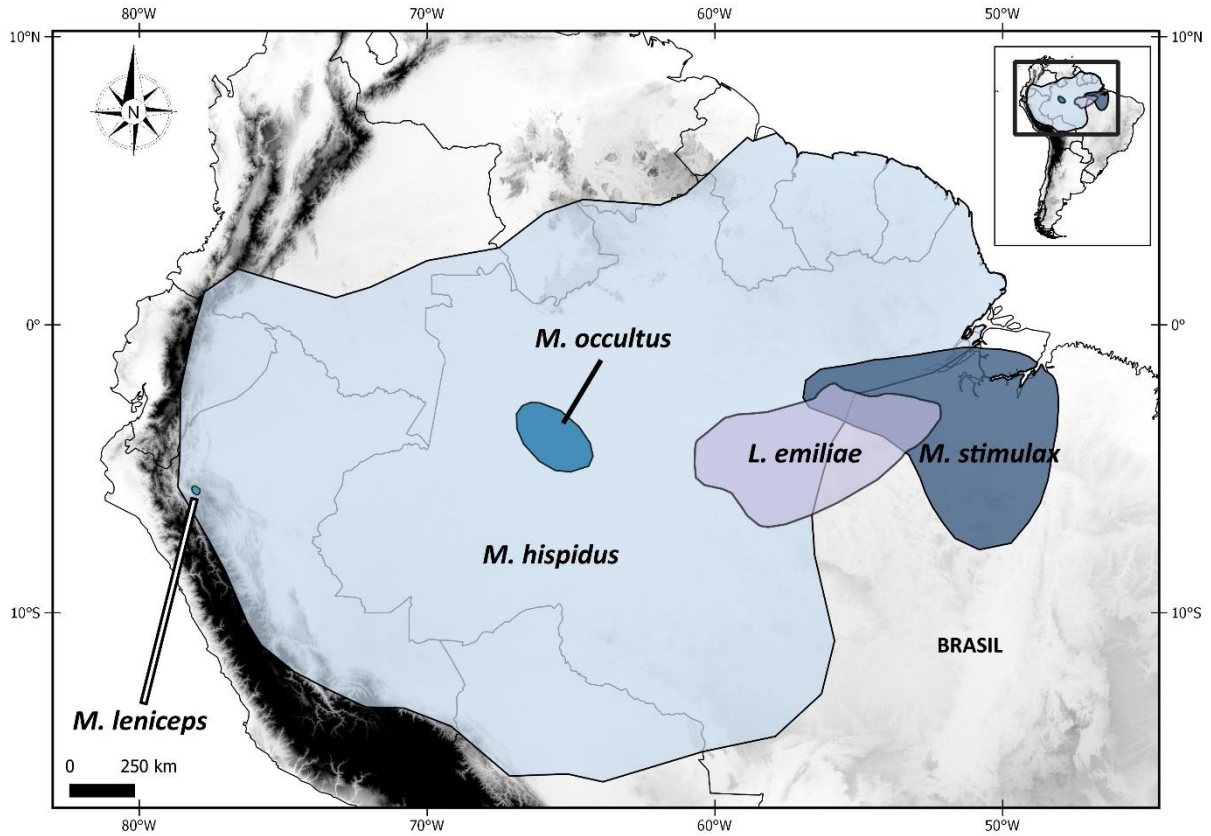 80°W 70°W 60°W 50°W
10°N 10°N
N
0° 0°
M. occultus
L. emiliae M. stimulax
M. hispidus
10°S 10°S
BRASIL
M. leniceps
0 250 km
80°W 70°W 60°W 50°W